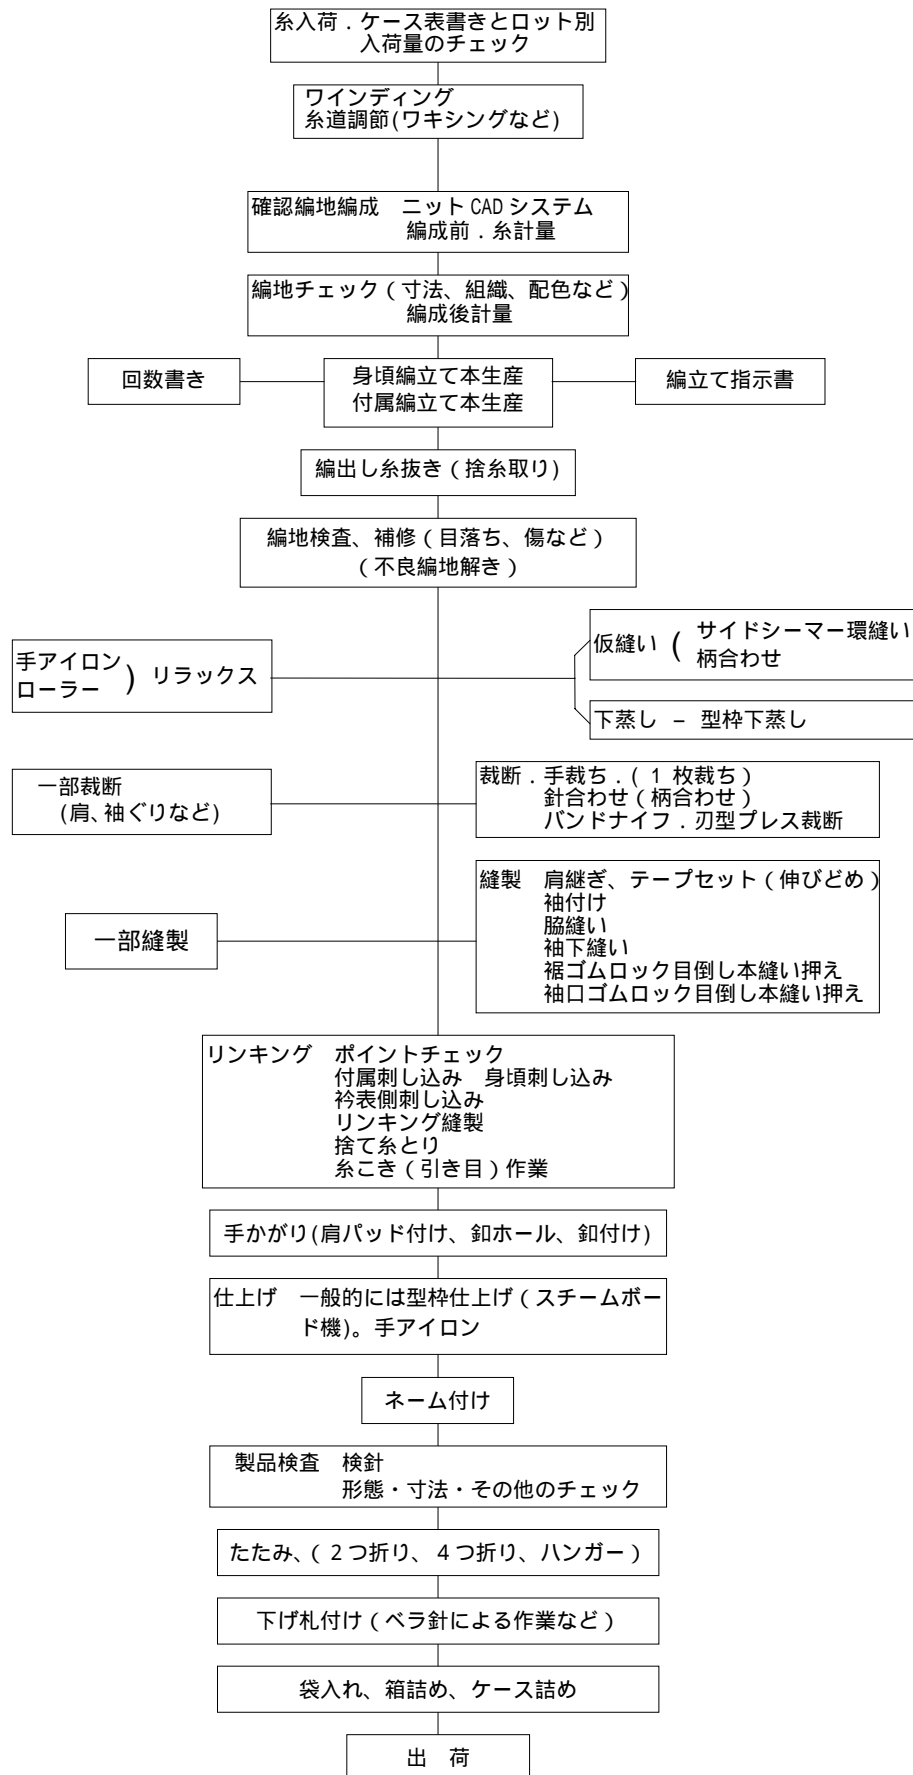 糸入荷．ケース表書きとロット別
入荷量のチェック
ワインディング
糸道調節(ワキシングなど)
確認編地編成　ニット CAD システム
編成前．糸計量
編地チェック（寸法、組織、配色など）
編成後計量
回数書き
身頃編立て本生産
付属編立て本生産
編立て指示書
編出し糸抜き（捨糸取り）
編地検査、補修（目落ち、傷など）
（不良編地解き）
手アイロン
ローラー ） リラックス
仮縫い （ サイドシーマー環縫い
柄合わせ
下蒸し － 型枠下蒸し
一部裁断
(肩、袖ぐりなど)
裁断．手裁ち．（１枚裁ち）
針合わせ（柄合わせ）
バンドナイフ．刃型プレス裁断
一部縫製
縫製　肩継ぎ、テープセット（伸びどめ）
袖付け
脇縫い
袖下縫い
裾ゴムロック目倒し本縫い押え
袖口ゴムロック目倒し本縫い押え
リンキング　ポイントチェック
付属刺し込み　身頃刺し込み
衿表側刺し込み
リンキング縫製
捨て糸とり
糸こき（引き目）作業
手かがり(肩パッド付け、釦ホール、釦付け)
仕上げ　一般的には型枠仕上げ（スチームボー
ド機)。手アイロン
ネーム付け
製品検査　検針
形態・寸法・その他のチェック
たたみ、（２つ折り、４つ折り、ハンガー）
下げ札付け（ベラ針による作業など）
袋入れ、箱詰め、ケース詰め
出　荷